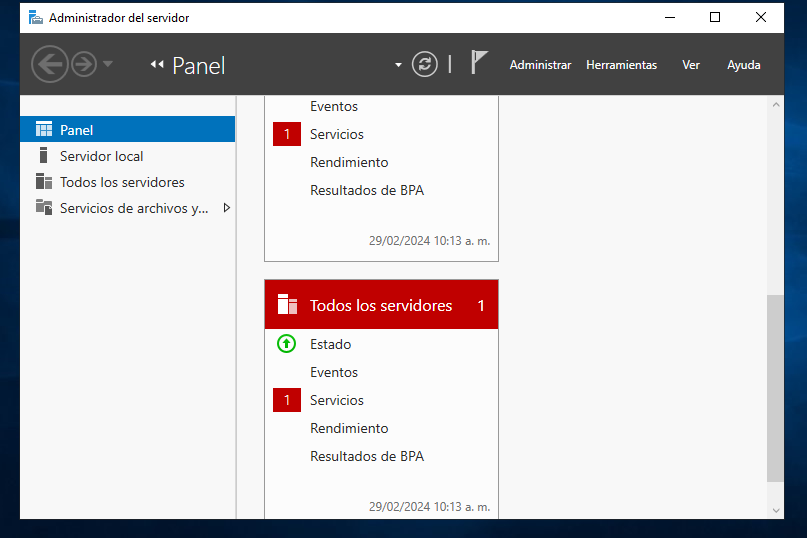 Administrador del servidor
Panel
Administrar Herramientas Ver Ayuda
Panel
Servidor local
Todos los servidores
Servicios de archivos y...
Eventos
1 Servicios
Rendimiento
Resultados de BPA
29/02/2024 10:13 a. m.
Todos los servidores 1
Estado
Eventos
1 Servicios
Rendimiento
Resultados de BPA
29/02/2024 10:13 a. m.